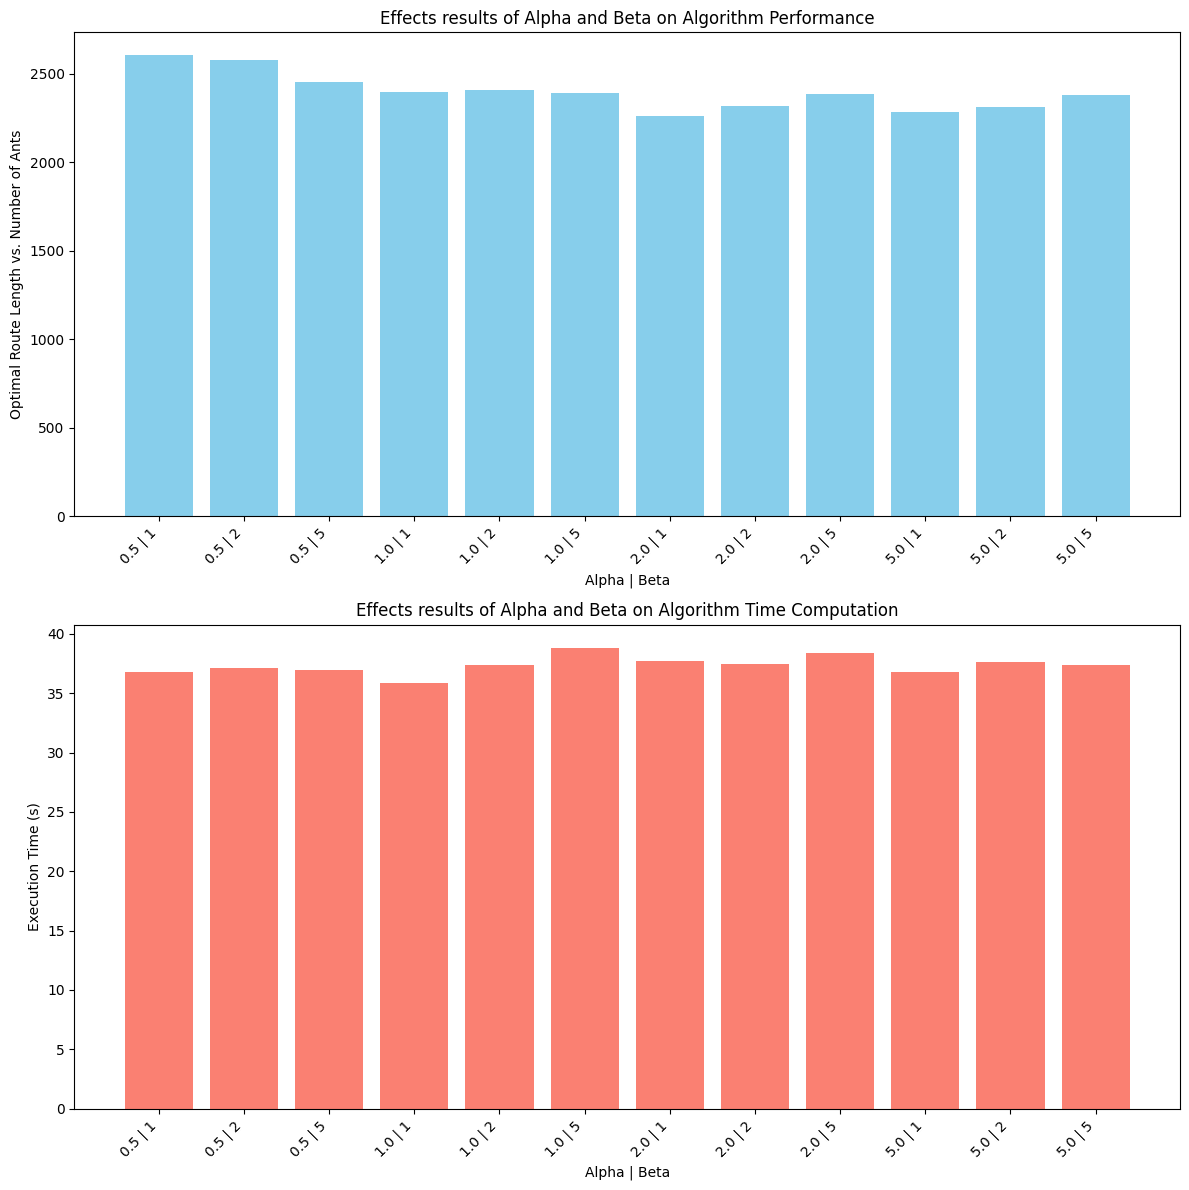 Effects results of Alpha and Beta on Algorithm Performance
Optimal Route Length vs. Number of Ants
2500
2000
1500
1000
500
0
0.5 | 1
0.5 | 2
0.5 | 5
1.0 | 1
1.0 | 2
1.0 | 5
2.0 | 1
2.0 | 2
2.0 | 5
5.0 | 1
5.0 | 2
5.0 | 5
Alpha | Beta
Effects results of Alpha and Beta on Algorithm Time Computation
Execution Time (s)
40
35
30
25
20
15
10
5
0
0.5 | 1
0.5 | 2
0.5 | 5
1.0 | 1
1.0 | 2
1.0 | 5
2.0 | 1
2.0 | 2
2.0 | 5
5.0 | 1
5.0 | 2
5.0 | 5
Alpha | Beta